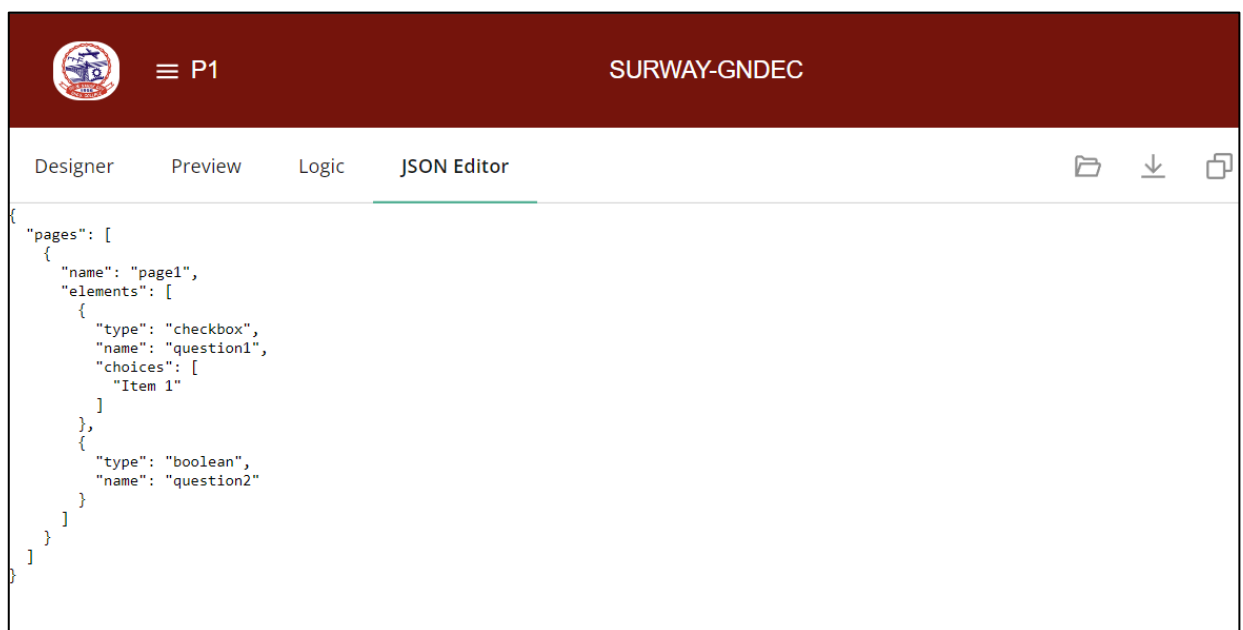 P1
SURWAY-GNDEC
Designer Preview Logic JSON Editor
{
  "pages": [
    {
      "name": "page1",
      "elements": [
        {
          "type": "checkbox",
          "name": "question1",
          "choices": [
            "Item 1"
          ]
        },
        {
          "type": "boolean",
          "name": "question2"
        }
      ]
    }
  ]
}